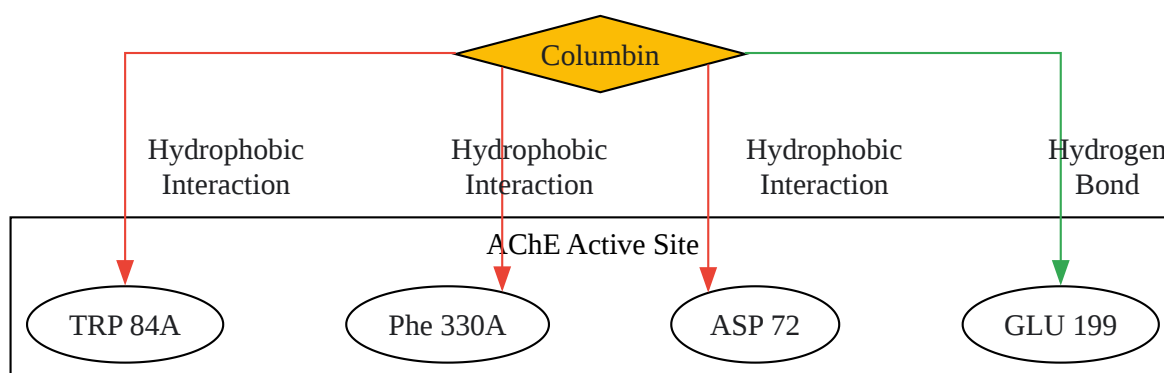 Columbin
Hydrophobic
Interaction
Hydrophobic
Interaction
Hydrophobic
Interaction
Hydrogen
Bond
AChE Active Site
TRP 84A
Phe 330A
ASP 72
GLU 199